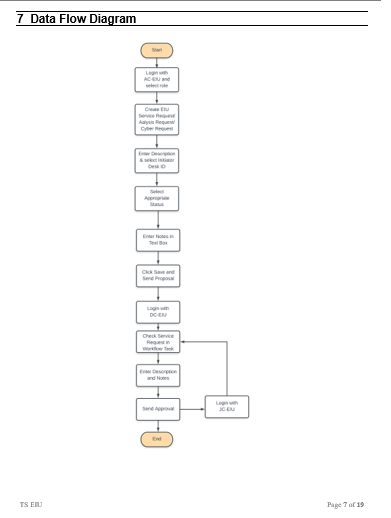 7 Data Flow Diagram
Start
Login with
AC-EIU and
select role
Create EIU
Service Request/
Aalysis Request/
Cyber Request
Enter Description
& select Initiator
Desk ID
Select
Appropriate
Status
Enter Notes in
Text Box
Click Save and
Send Proposal
Login with
DC-EIU
Check Service
Request in
Workflow Task
Enter Description
and Notes
Send Approval
Login with
JC-EIU
End
TS EIU
Page 7 of 19